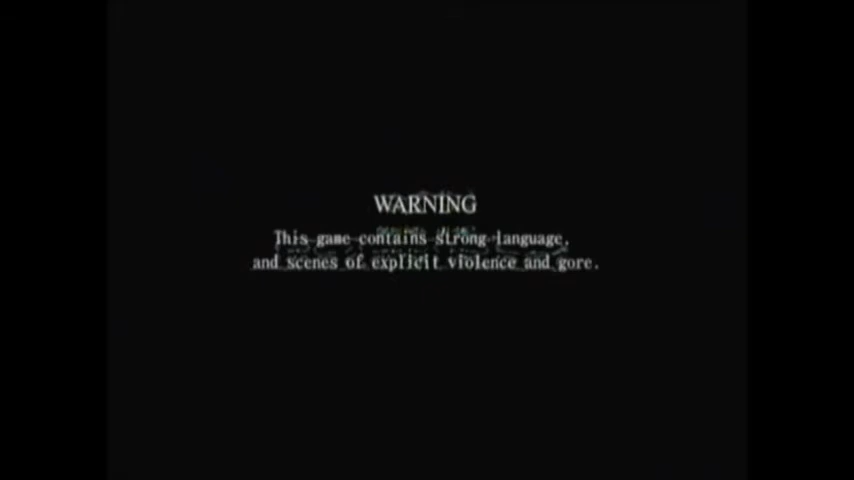 WARNING
This game contains strong language,
and scenes of explicit violence and gore.